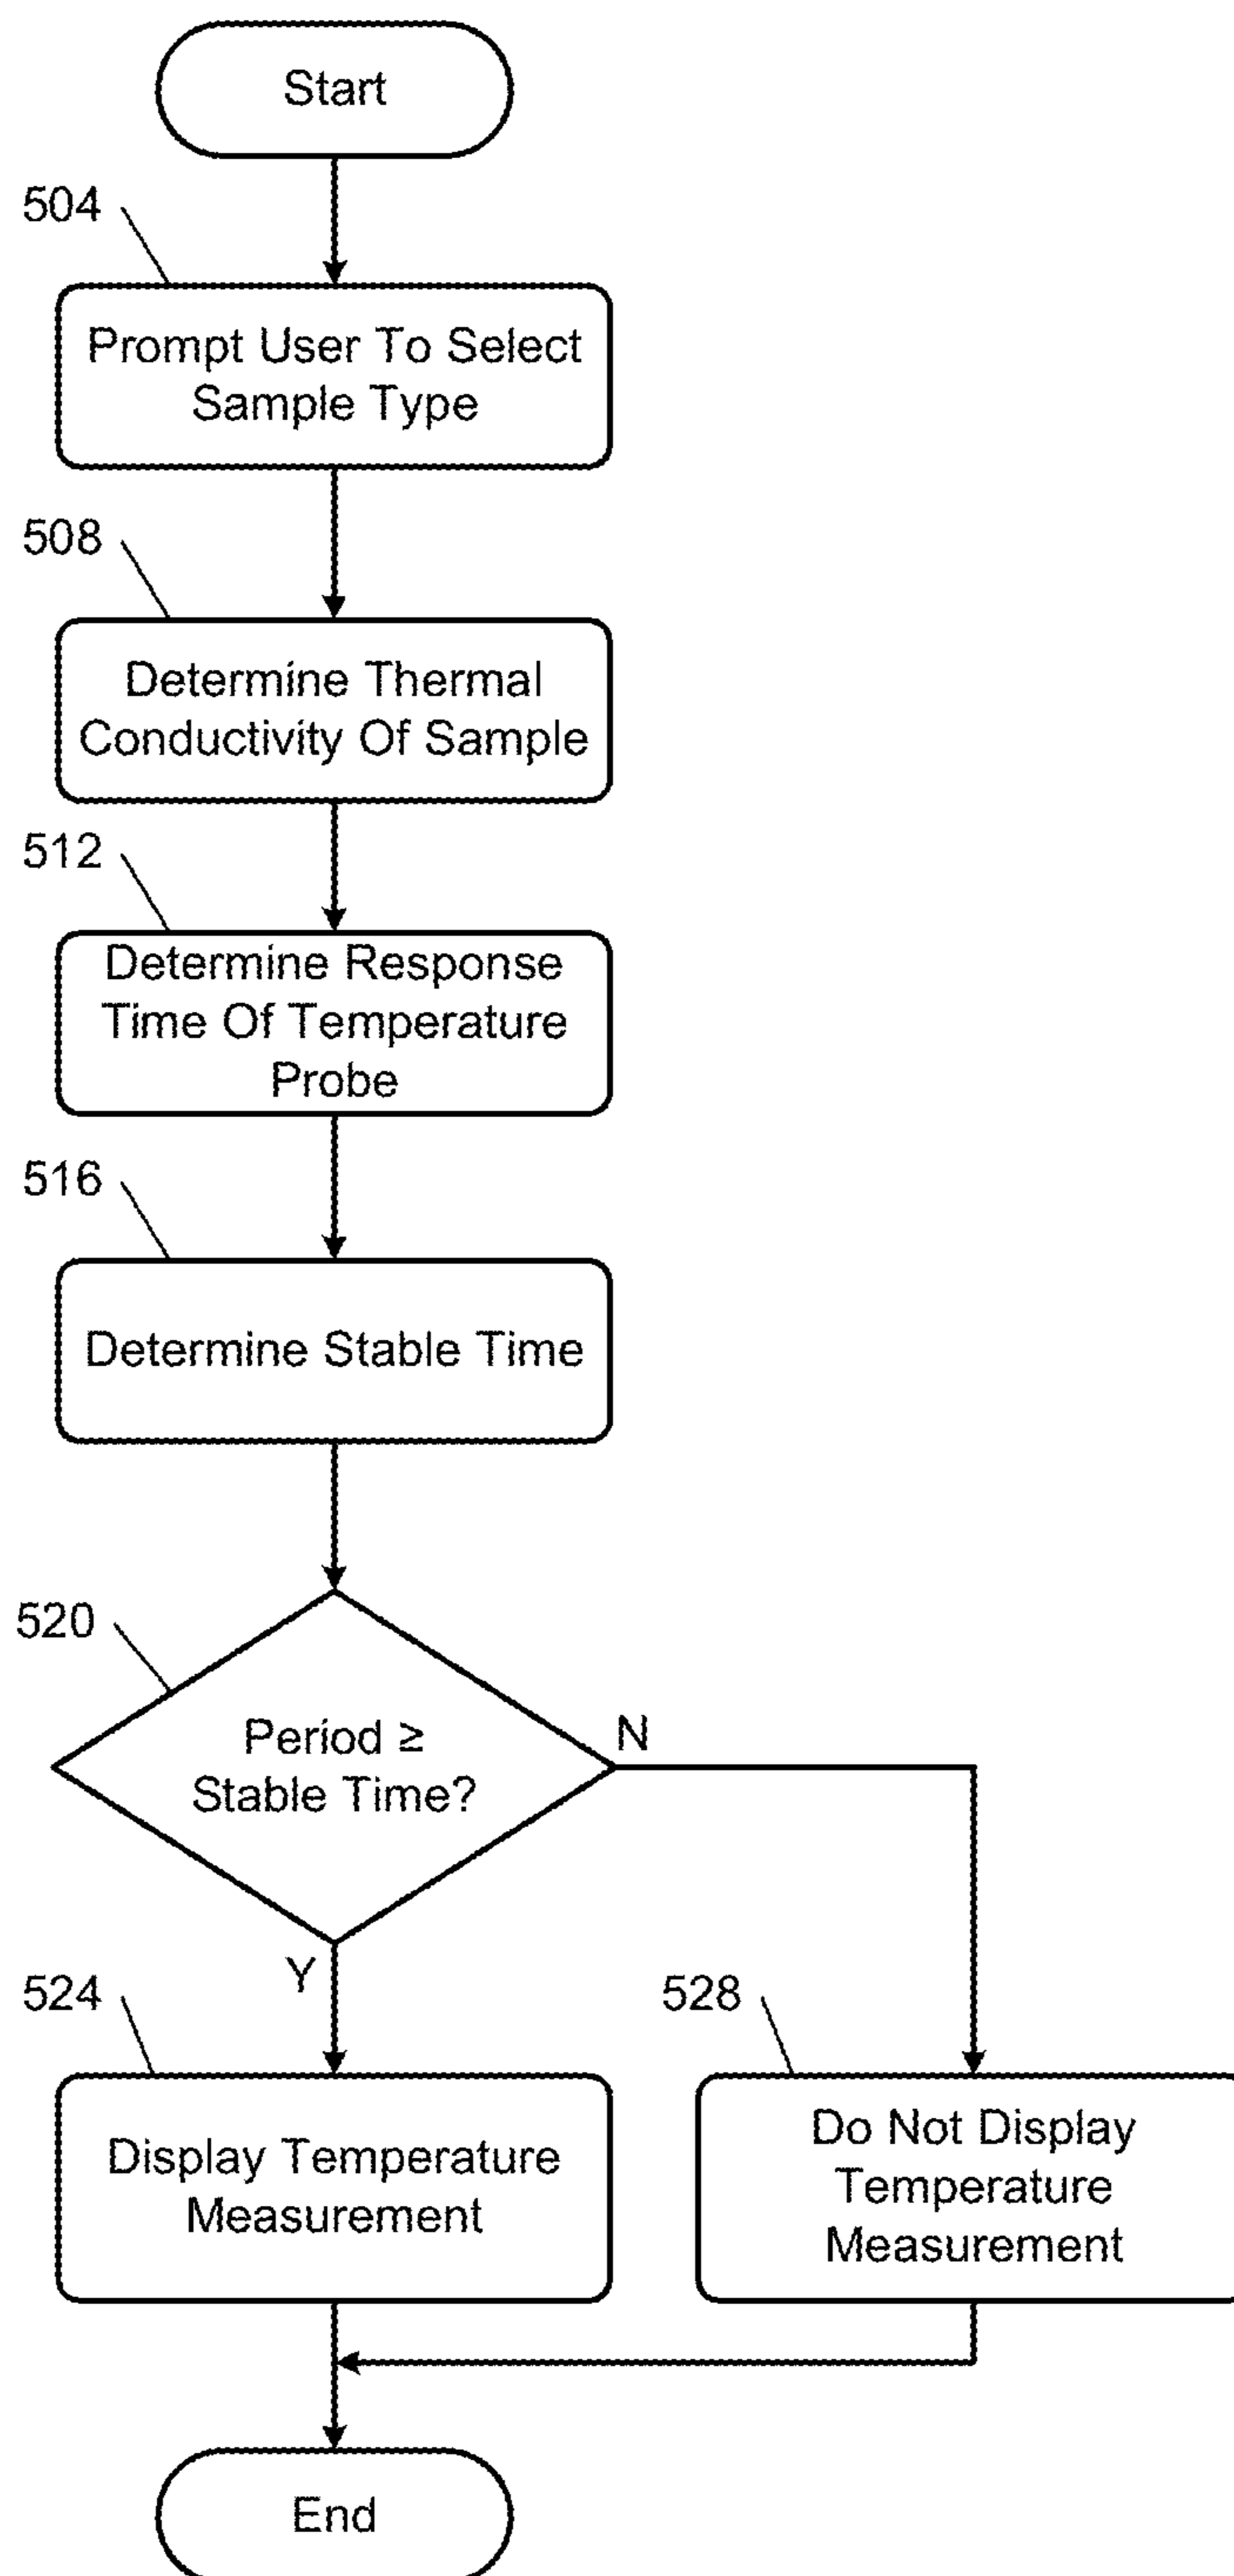 Start
504
Prompt User To Select
Sample Type
508
Determine Thermal
Conductivity Of Sample
512
Determine Response
Time Of Temperature
Probe
516
Determine Stable Time
520
Period ≥
Stable Time?
N
Y
524
Display Temperature
Measurement
528
Do Not Display
Temperature
Measurement
End